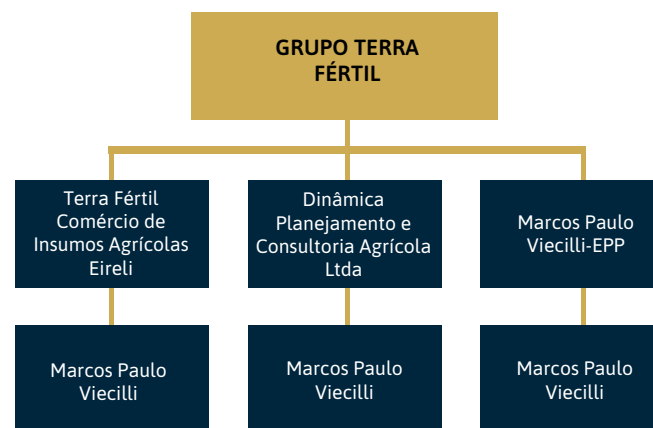 GRUPO TERRA
FÉRTIL
Terra Fértil
Comércio de
Insumos Agrícolas
Eireli
Dinâmica
Planejamento e
Consultoria Agrícola
Ltda
Marcos Paulo
Viecilli-EPP
Marcos Paulo
Viecilli
Marcos Paulo
Viecilli
Marcos Paulo
Viecilli